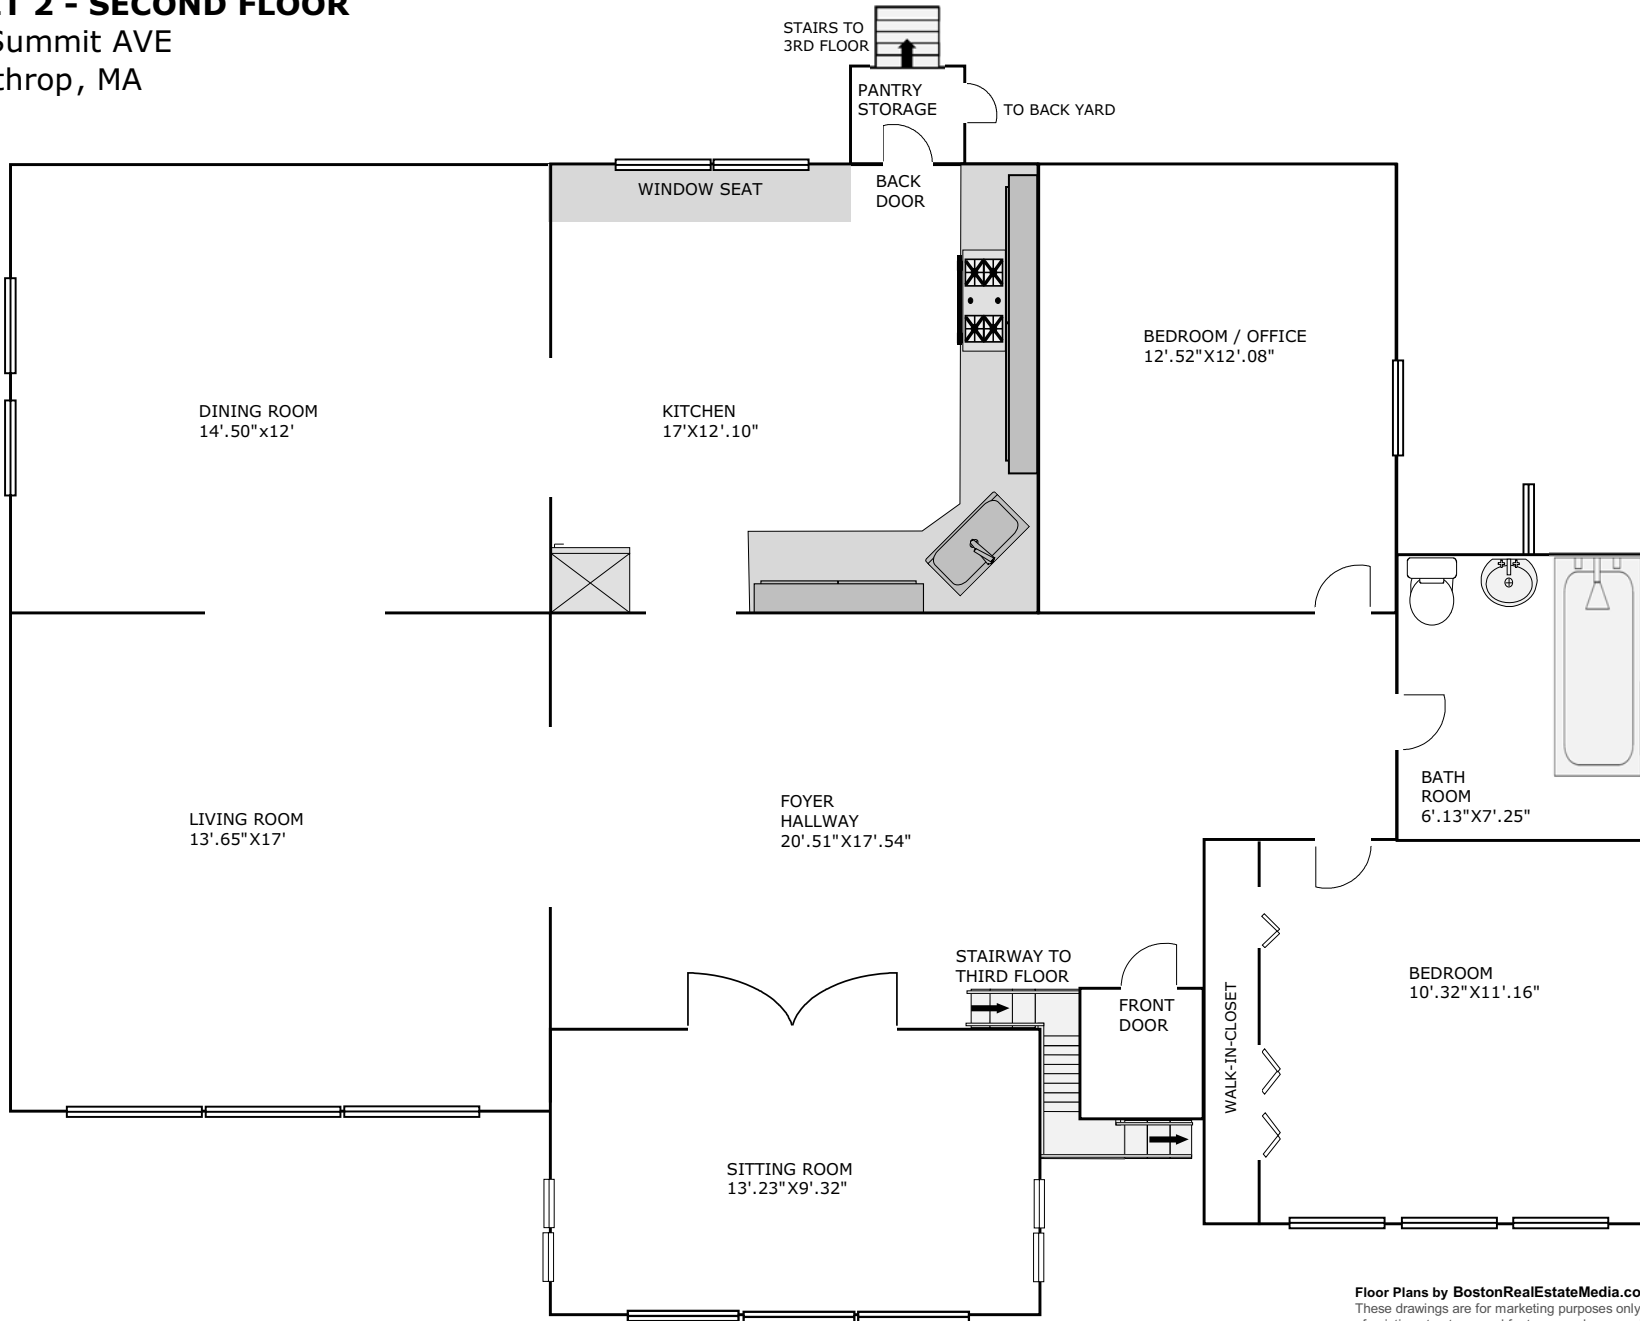 T 2 - SECOND FLOOR
Summit AVE
throp, MA
STAIRS TO
3RD FLOOR
PANTRY
STORAGE
TO BACK YARD
WINDOW SEAT
BACK
DOOR
BEDROOM / OFFICE
12'.52"X12'.08"
DINING ROOM
14'.50"x12'
KITCHEN
17'X12'.10"
BATH
ROOM
6'.13"X7'.25"
LIVING ROOM
13'.65"X17'
FOYER
HALLWAY
20'.51"X17'.54"
STAIRWAY TO
THIRD FLOOR
FRONT
DOOR
WALK-IN-CLOSET
BEDROOM
10'.32"X11'.16"
SITTING ROOM
13'.23"X9'.32"
Floor Plans by BostonRealEstateMedia.co
These drawings are for marketing purposes only